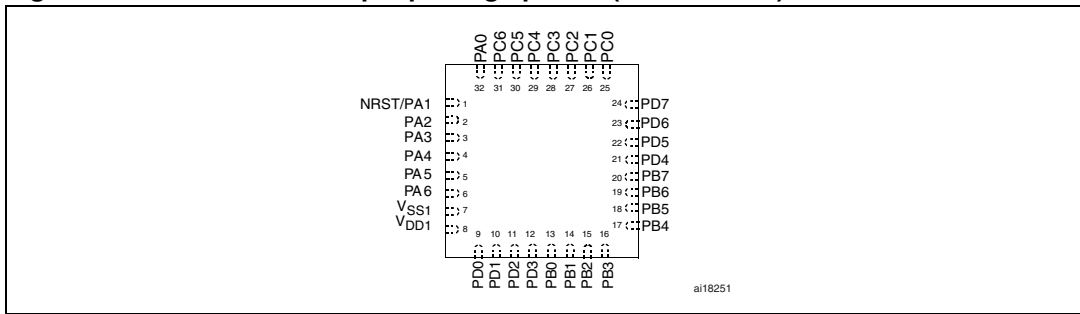 PA0 PC6 PC5 PC4 PC3 PC2 PC1 PC0
32 31 30 29 28 27 26 25
NRST/PA1 1 24 PD7
PA2 2 23 PD6
PA3 3 22 PD5
PA4 4 21 PD4
PA5 5 20 PB7
PA6 6 19 PB6
VSS1 7 18 PB5
VDD1 8 17 PB4
9 10 11 12 13 14 15 16
PD0 PD1 PD2 PD3 PB0 PB1 PB2 PB3
ai18251